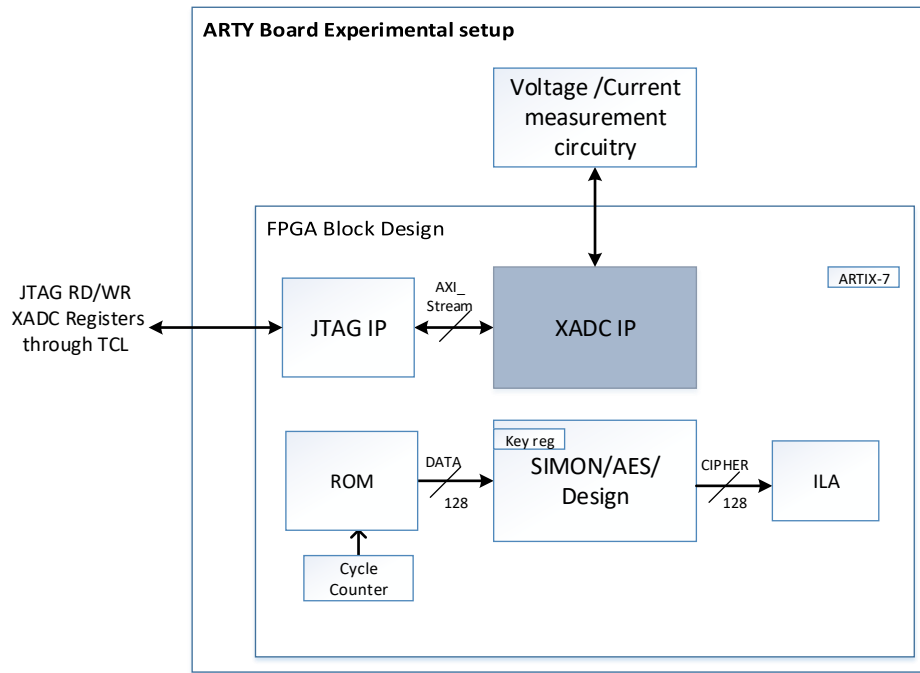 ARTY Board Experimental setup
Voltage /Current
measurement
circuitry
FPGA Block Design
ARTIX-7
JTAG RD/WR
XADC Registers
through TCL
JTAG IP
AXI_
Stream
XADC IP
ROM
DATA
128
Key reg
SIMON/AES/
Design
CIPHER
128
ILA
Cycle
Counter